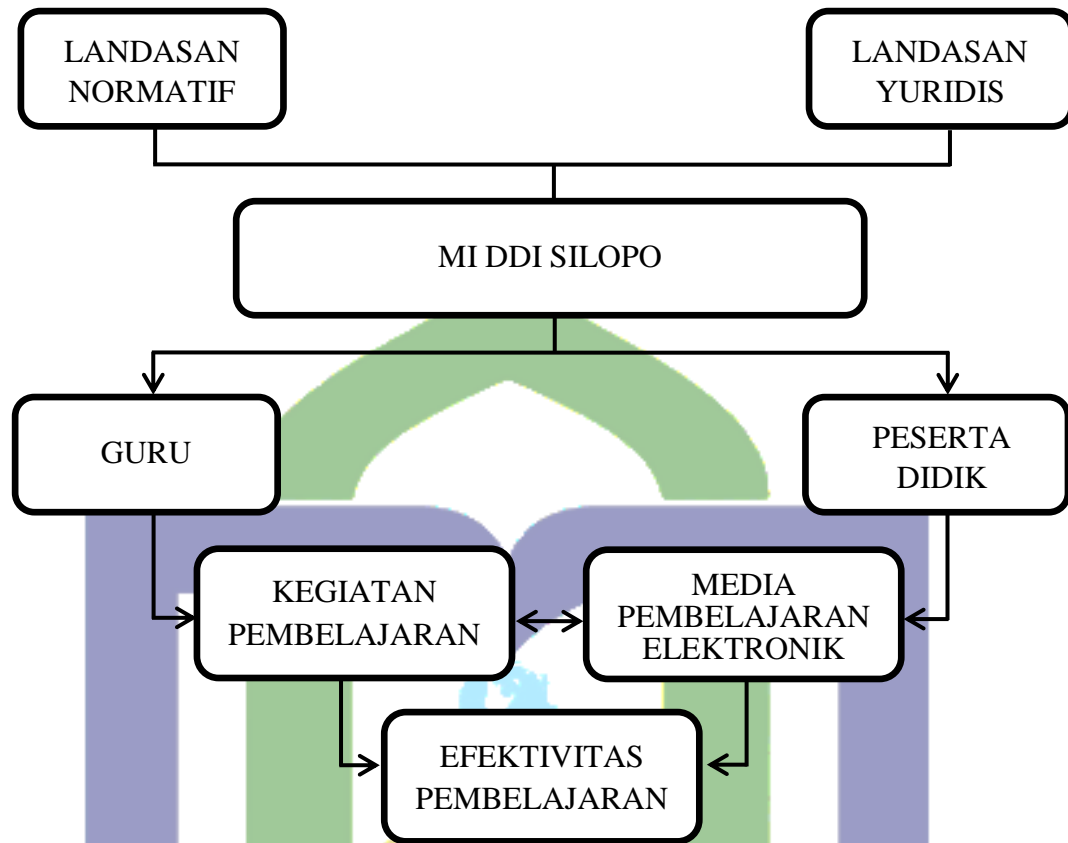 LANDASAN
NORMATIF
LANDASAN
YURIDIS
MI DDI SILOPO
GURU
PESERTA
DIDIK
KEGIATAN
PEMBELAJARAN
MEDIA
PEMBELAJARAN
ELEKTRONIK
EFEKTIVITAS
PEMBELAJARAN